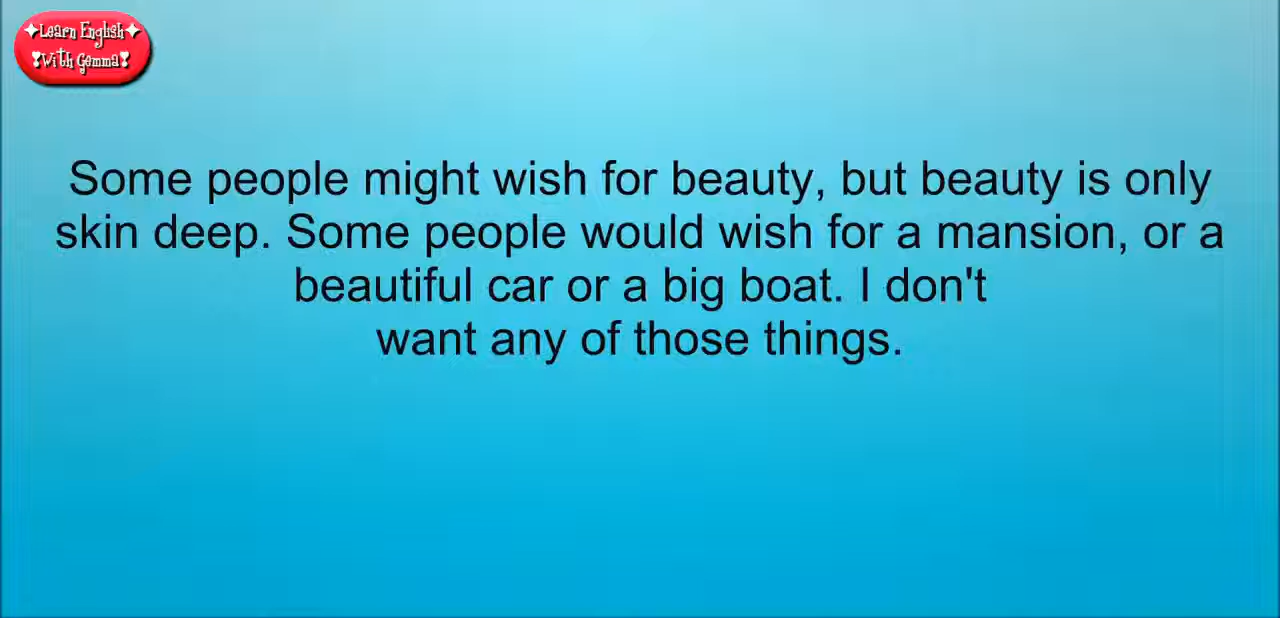 ✦Learn English✦
❣With Gemma❣
Some people might wish for beauty, but beauty is only
skin deep. Some people would wish for a mansion, or a
beautiful car or a big boat. I don't
want any of those things.